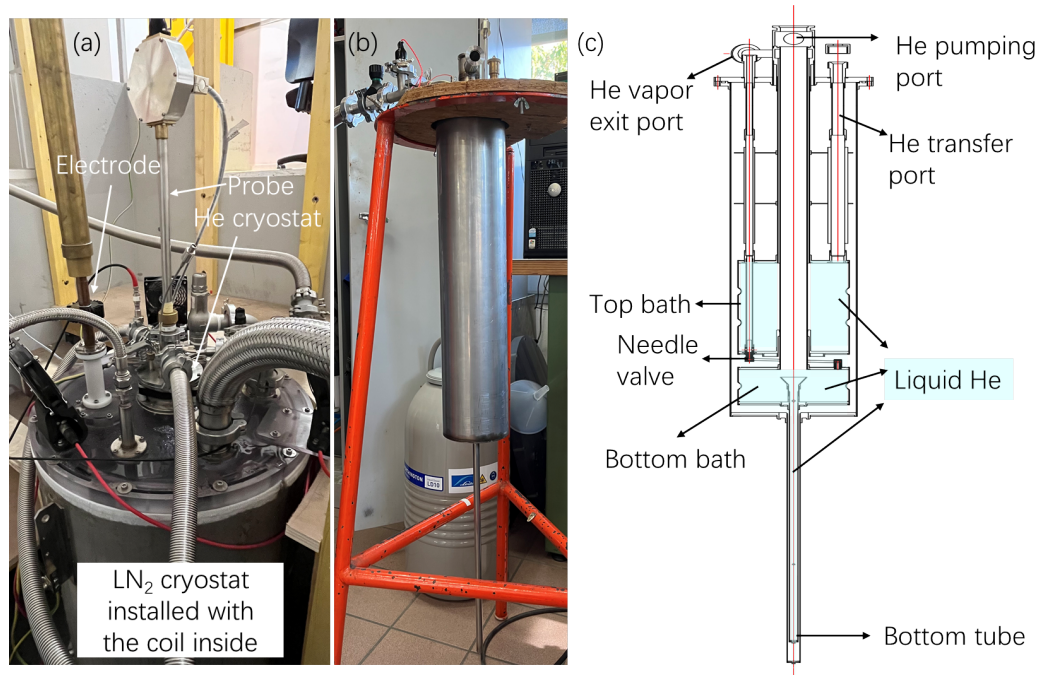 (a)
Electrode
Probe
He cryostat
LN₂ cryostat
installed with
the coil inside
(b)
LD10
(c)
He pumping
port
He vapor
exit port
He transfer
port
Top bath
Needle
valve
Liquid He
Bottom bath
Bottom tube